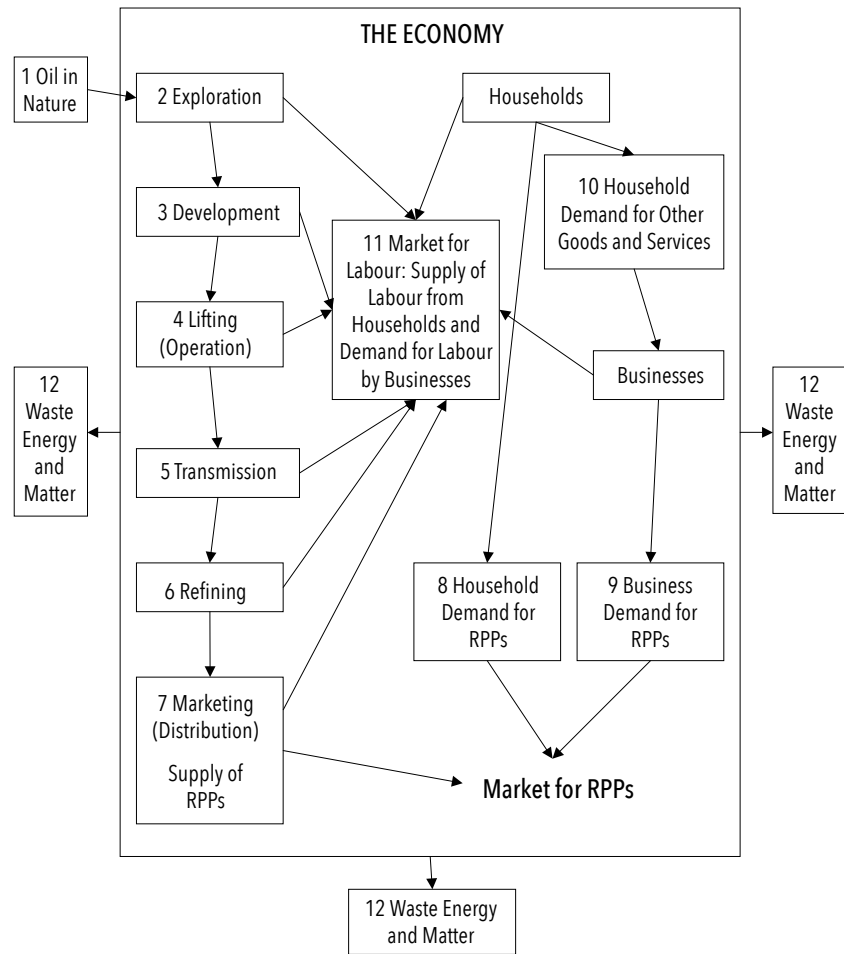 THE ECONOMY
1 Oil in
Nature
2 Exploration
Households
3 Development
10 Household
Demand for Other
Goods and Services
11 Market for
Labour: Supply of
Labour from
Households and
Demand for Labour
by Businesses
4 Lifting
(Operation)
Businesses
12
Waste
Energy
and
Matter
12
Waste
Energy
and
Matter
5 Transmission
6 Refining
8 Household
Demand for
RPPs
9 Business
Demand for
RPPs
7 Marketing
(Distribution)
Supply of
RPPs
Market for RPPs
12 Waste Energy
and Matter